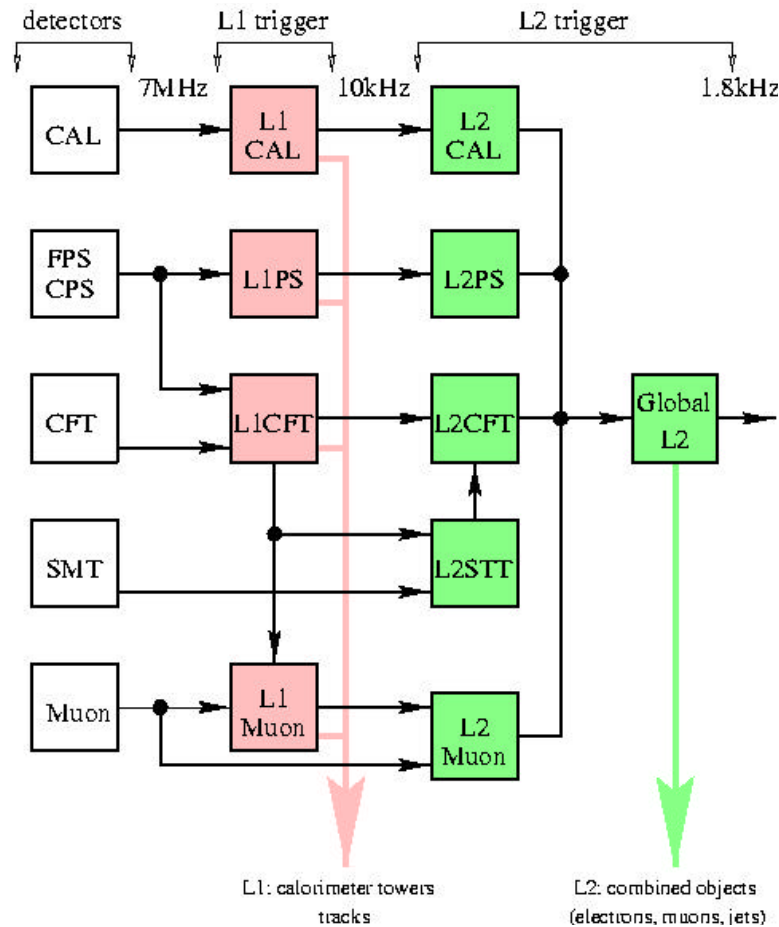 detectors L1 trigger L2 trigger
7MHz 10kHz 1.8kHz
CAL L1 L2
CAL CAL
FPS
CPS L1PS L2PS
CFT L1CFT L2CFT Global
L2
SMT L2STT
Muon L1 L2
Muon Muon
L1: calorimeter towers L2: combined objects
tracks (electrons, muons, jets)